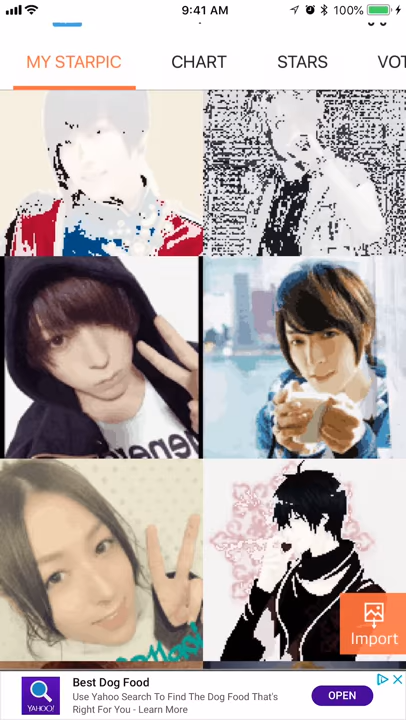 9:41 AM
100%
MY STARPIC
CHART
STARS
VOT
Import
Best Dog Food
Use Yahoo Search To Find The Dog Food That's
Right For You - Learn More
OPEN
YAHOO!